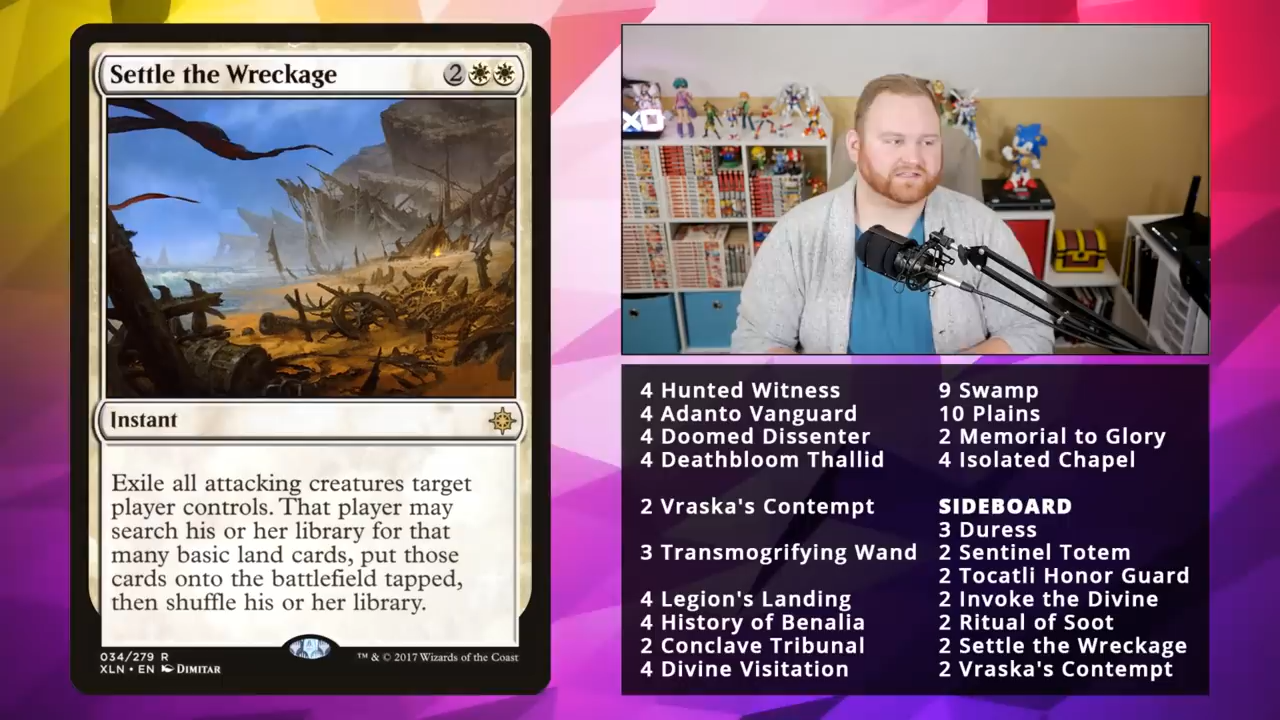 Settle the Wreckage 2
Instant
Exile all attacking creatures target
player controls. That player may
search his or her library for that
many basic land cards, put those
cards onto the battlefield tapped,
then shuffle his or her library.
034/279 R
XLN • EN DIMITAR
™ & © 2017 Wizards of the Coast
XO
4 Hunted Witness
4 Adanto Vanguard
4 Doomed Dissenter
4 Deathbloom Thallid
2 Vraska's Contempt
3 Transmogrifying Wand
4 Legion's Landing
4 History of Benalia
2 Conclave Tribunal
4 Divine Visitation
9 Swamp
10 Plains
2 Memorial to Glory
4 Isolated Chapel
SIDEBOARD
3 Duress
2 Sentinel Totem
2 Tocatli Honor Guard
2 Invoke the Divine
2 Ritual of Soot
2 Settle the Wreckage
2 Vraska's Contempt